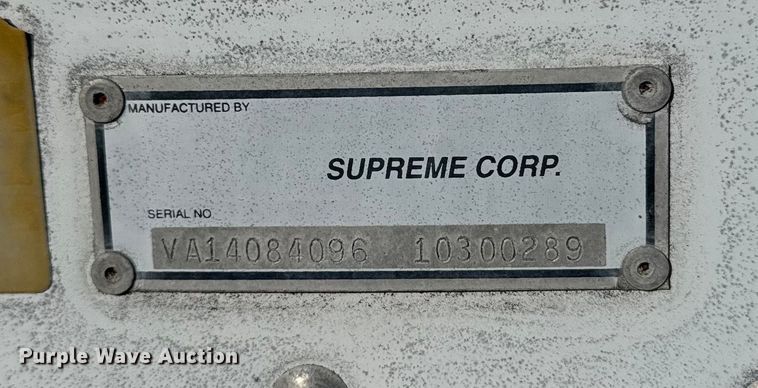 MANUFACTURED BY
SUPREME CORP.
SERIAL NO
VA14084096 10300289
Purple Wave Auction